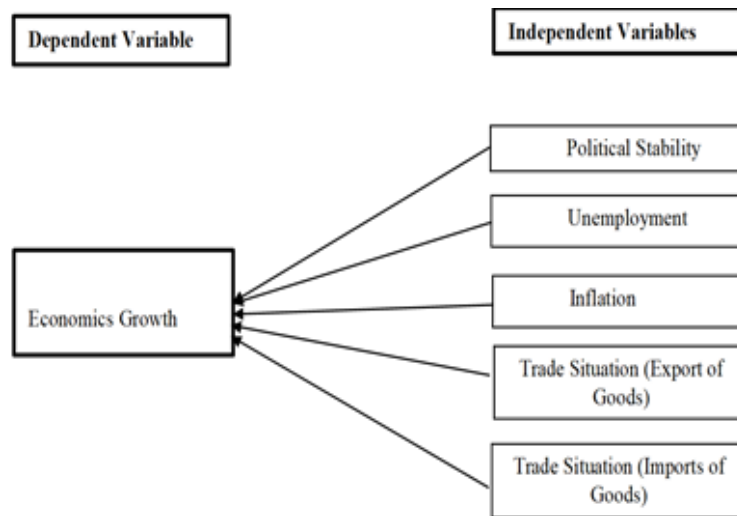 Dependent Variable
Independent Variables
Political Stability
Unemployment
Inflation
Economics Growth
Trade Situation (Export of
Goods)
Trade Situation (Imports of
Goods)